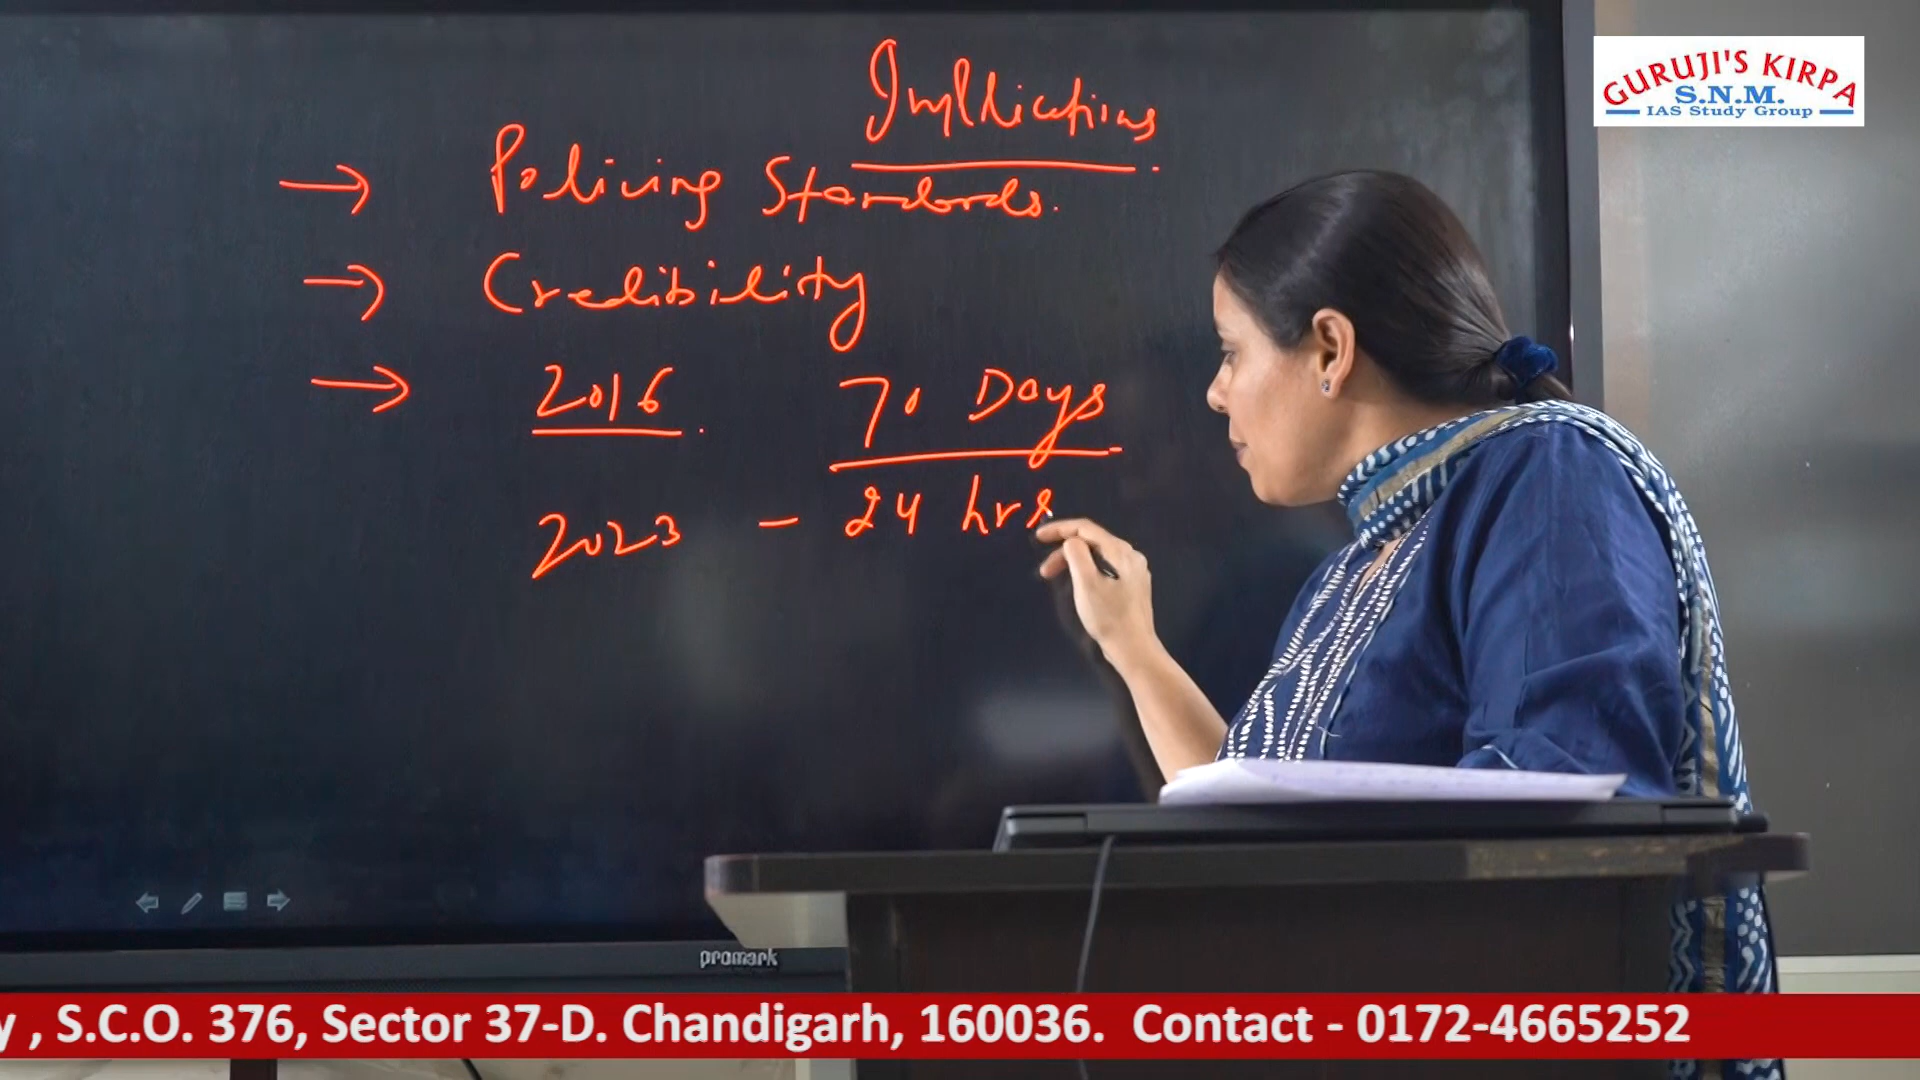 Implications
→ Policing Standards.
→ Credibility
→ 2016. 70 Days
2023 - 24 hrs
GURUJI'S KIRPA
S.N.M.
IAS Study Group
promark
y , S.C.O. 376, Sector 37-D. Chandigarh, 160036. Contact - 0172-4665252